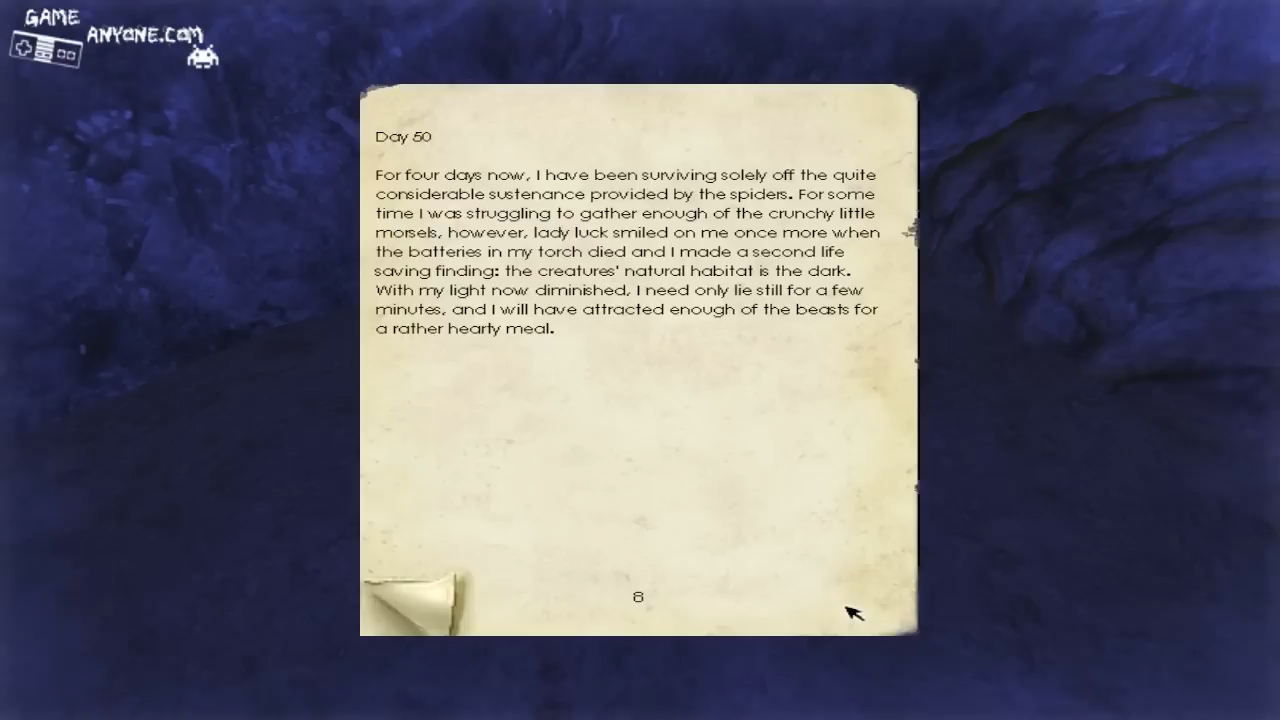 GAME
ANYONE.COM
Day 50
For four days now, I have been surviving solely off the quite
considerable sustenance provided by the spiders. For some
time I was struggling to gather enough of the crunchy little
morsels, however, lady luck smiled on me once more when
the batteries in my torch died and I made a second life
saving finding: the creatures' natural habitat is the dark.
With my light now diminished, I need only lie still for a few
minutes, and I will have attracted enough of the beasts for
a rather hearty meal.
8